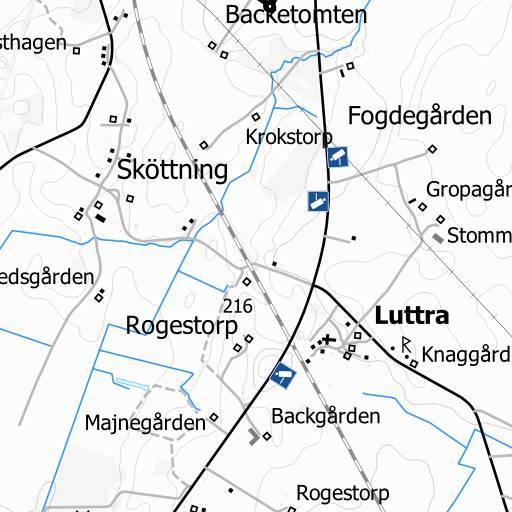 Backetomten
sthagen
Fogdegården
Krokstorp
Sköttning
Gropagår
Stomm
edsgården
216
Rogestorp
Luttra
Knaggård
Majnegården
Backgården
Rogestorp